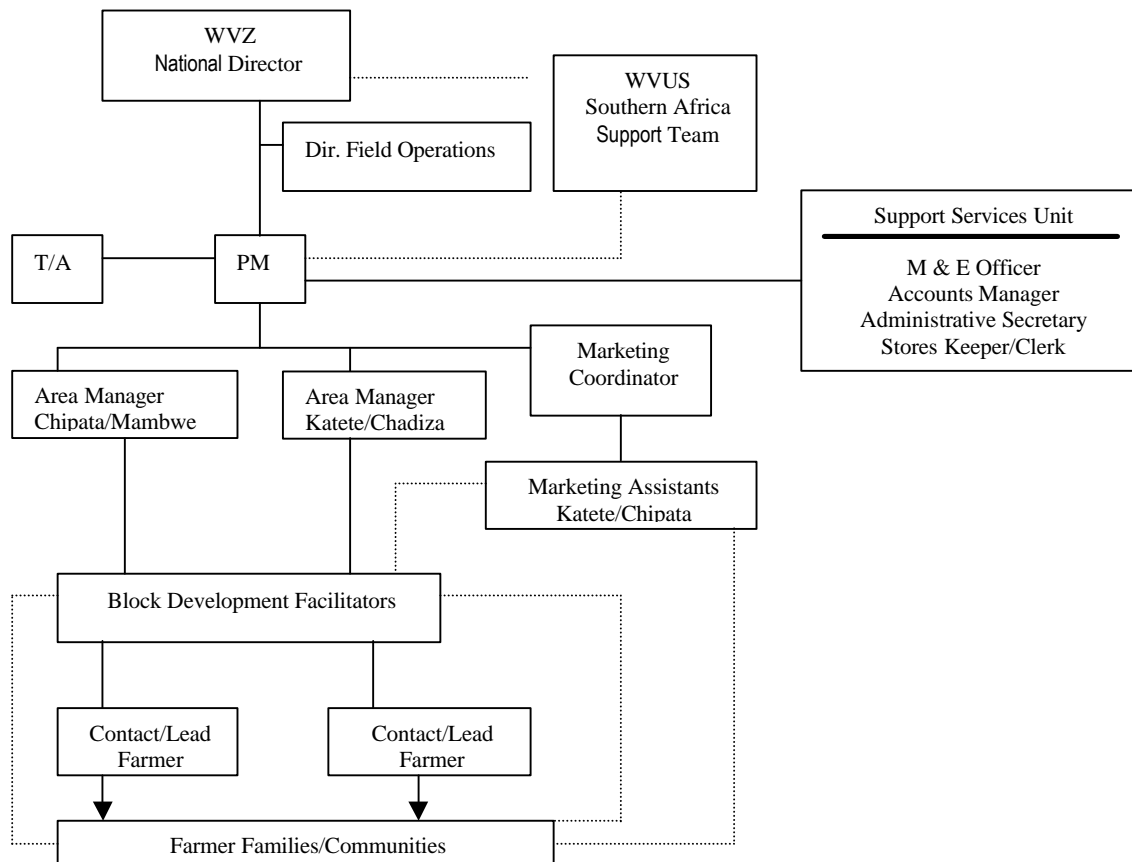 WVZ
National Director
WVUS
Southern Africa
Support Team
Dir. Field Operations
Support Services Unit
M & E Officer
Accounts Manager
Administrative Secretary
Stores Keeper/Clerk
T/A
PM
Marketing
Coordinator
Area Manager
Chipata/Mambwe
Area Manager
Katete/Chadiza
Marketing Assistants
Katete/Chipata
Block Development Facilitators
Contact/Lead
Farmer
Contact/Lead
Farmer
Farmer Families/Communities